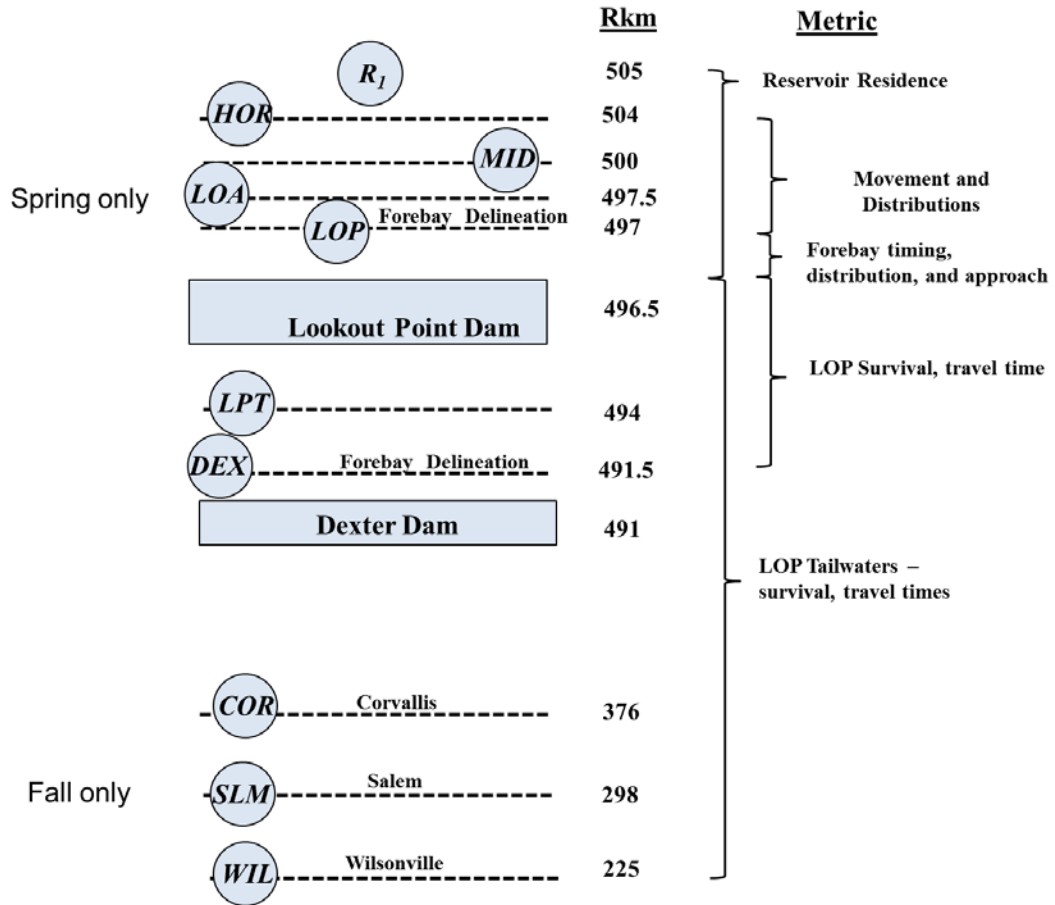 Rkm Metric
R1 505 Reservoir Residence
HOR 504
MID 500
Spring only LOA 497.5 Movement and
Distributions
LOP Forebay Delineation 497
Forebay timing,
distribution, and approach
Lookout Point Dam 496.5
LOP Survival, travel time
LPT 494
DEX Forebay Delineation 491.5
Dexter Dam 491
LOP Tailwaters –
survival, travel times
COR Corvallis 376
Fall only SLM Salem 298
WIL Wilsonville 225